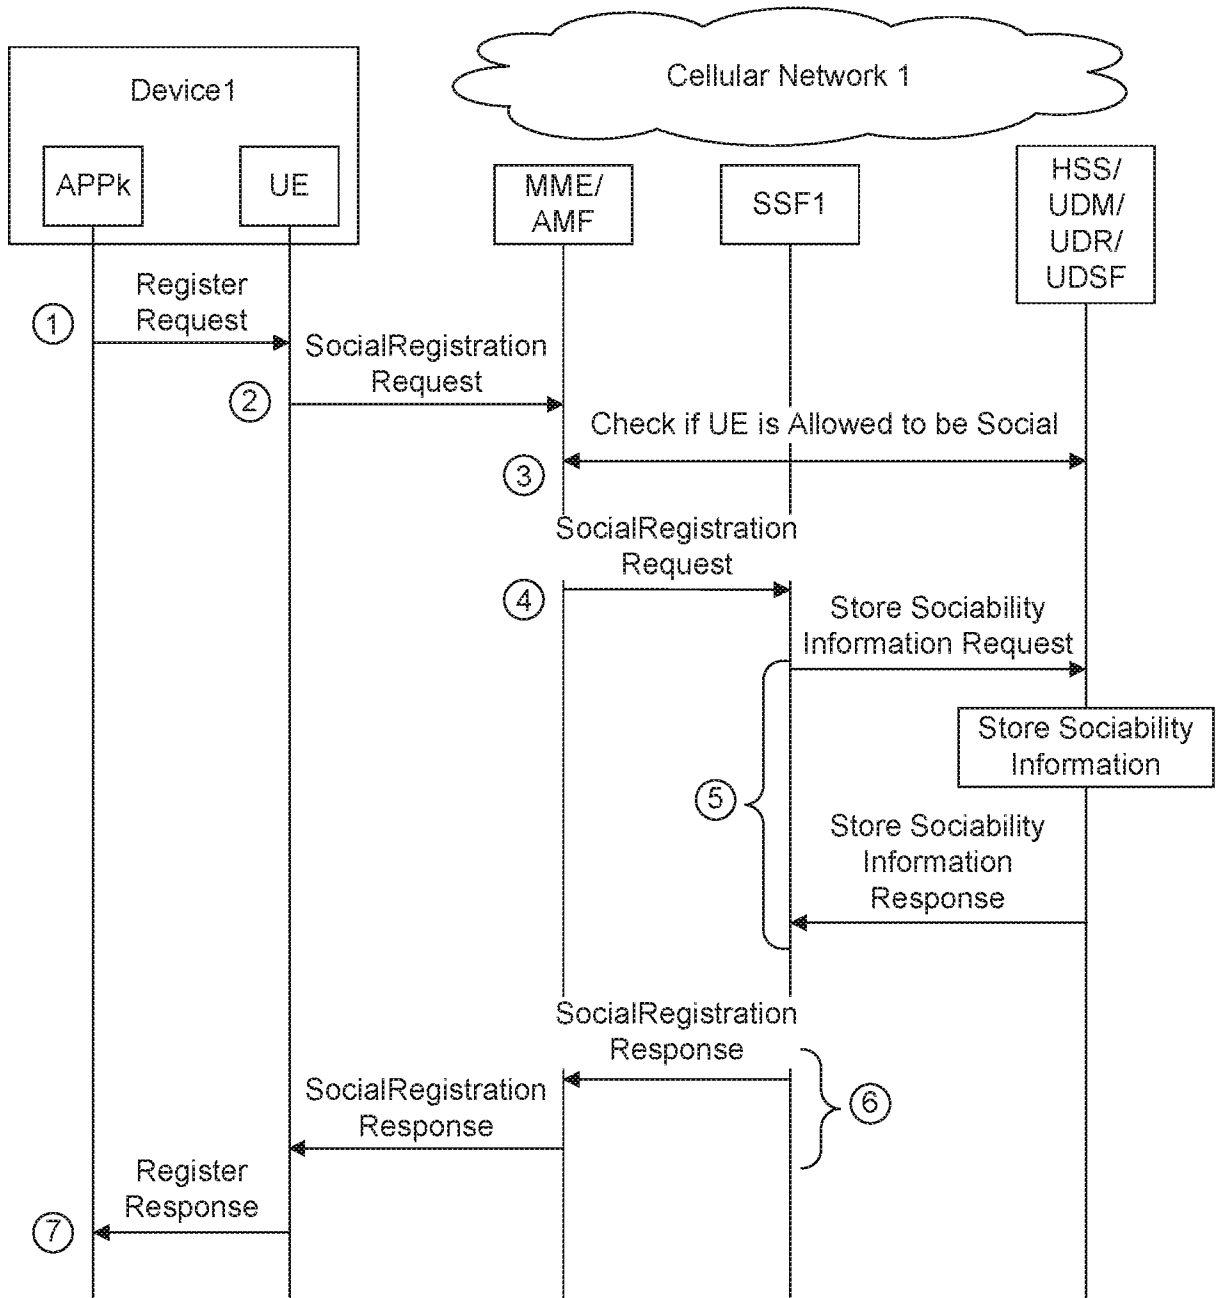 Device1
Cellular Network 1
APPk
UE
MME/
AMF
SSF1
HSS/
UDM/
UDR/
UDSF
Register
Request
1
SocialRegistration
Request
2
Check if UE is Allowed to be Social
3
SocialRegistration
Request
4
Store Sociability
Information Request
Store Sociability
Information
5
Store Sociability
Information
Response
SocialRegistration
Response
6
SocialRegistration
Response
Register
Response
7